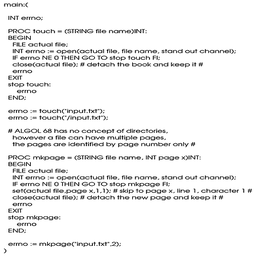 main:(

  INT errno;

  PROC touch = (STRING file name)INT:
  BEGIN
    FILE actual file;
    INT errno := open(actual file, file name, stand out channel);
    IF errno NE 0 THEN GO TO stop touch FI;
    close(actual file); # detach the book and keep it #
    errno
  EXIT
  stop touch:
      errno
  END;

  errno := touch("input.txt");
  errno := touch("/input.txt");

  # ALGOL 68 has no concept of directories,
    however a file can have multiple pages,
    the pages are identified by page number only #

  PROC mkpage = (STRING file name, INT page x)INT:
  BEGIN
    FILE actual file;
    INT errno := open(actual file, file name, stand out channel);
    IF errno NE 0 THEN GO TO stop mkpage FI;
    set(actual file,page x,1,1); # skip to page x, line 1, character 1 #
    close(actual file); # detach the new page and keep it #
    errno
  EXIT
  stop mkpage:
      errno
  END;

  errno := mkpage("input.txt",2);
)